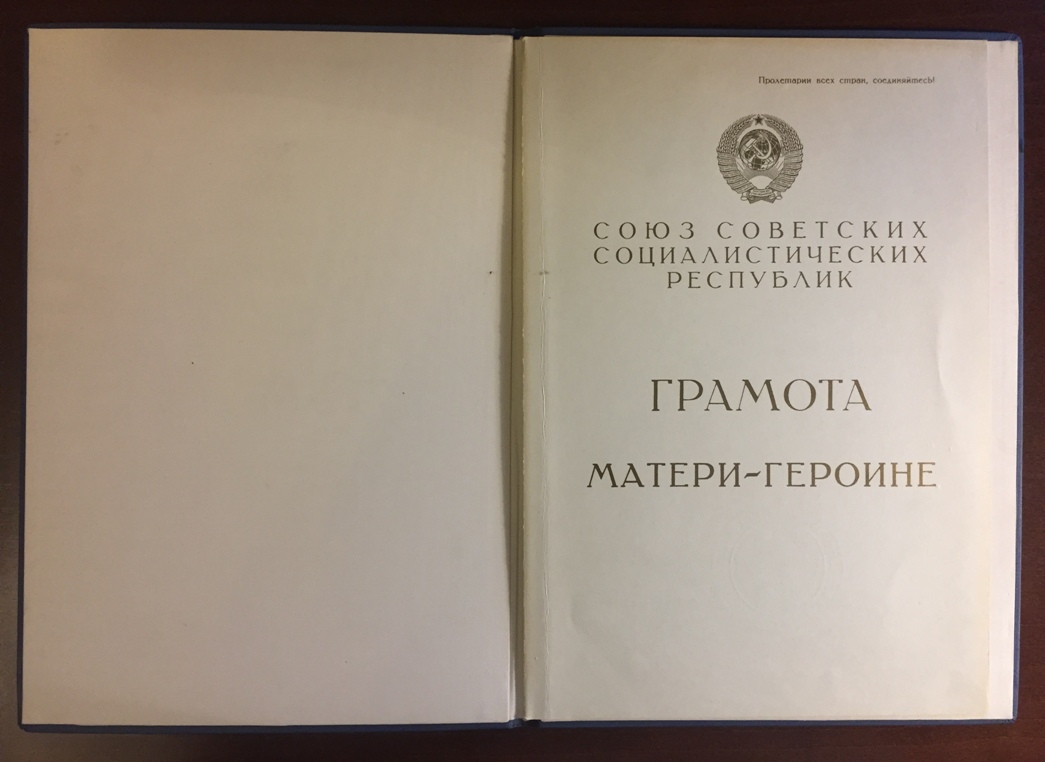 Пролетарии всех стран, соединяйтесь!
СОЮЗ СОВЕТСКИХ
СОЦИАЛИСТИЧЕСКИХ
РЕСПУБЛИК
ГРАМОТА
МАТЕРИ-ГЕРОИНЕ